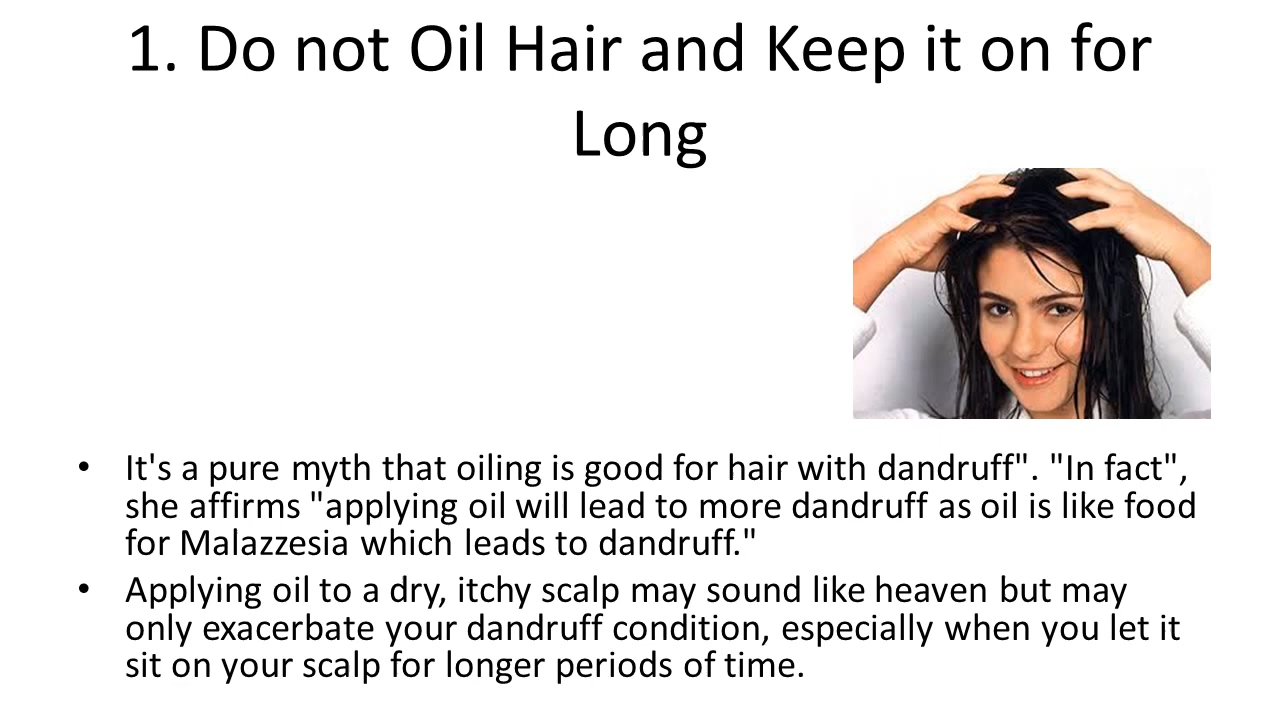 1. Do not Oil Hair and Keep it on for
Long
• It's a pure myth that oiling is good for hair with dandruff". "In fact",
she affirms "applying oil will lead to more dandruff as oil is like food
for Malazzesia which leads to dandruff."
• Applying oil to a dry, itchy scalp may sound like heaven but may
only exacerbate your dandruff condition, especially when you let it
sit on your scalp for longer periods of time.